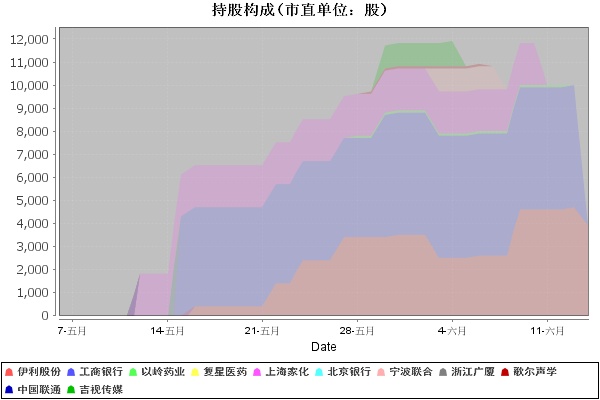 持股构成(市直单位：股)
12,000
11,000
10,000
9,000
8,000
7,000
6,000
5,000
4,000
3,000
2,000
1,000
0
7-五月 14-五月 21-五月 28-五月 4-六月 11-六月
Date
伊利股份 工商银行 以岭药业 复星医药 上海家化 北京银行 宁波联合 浙江广厦 歌尔声学
中国联通 吉视传媒